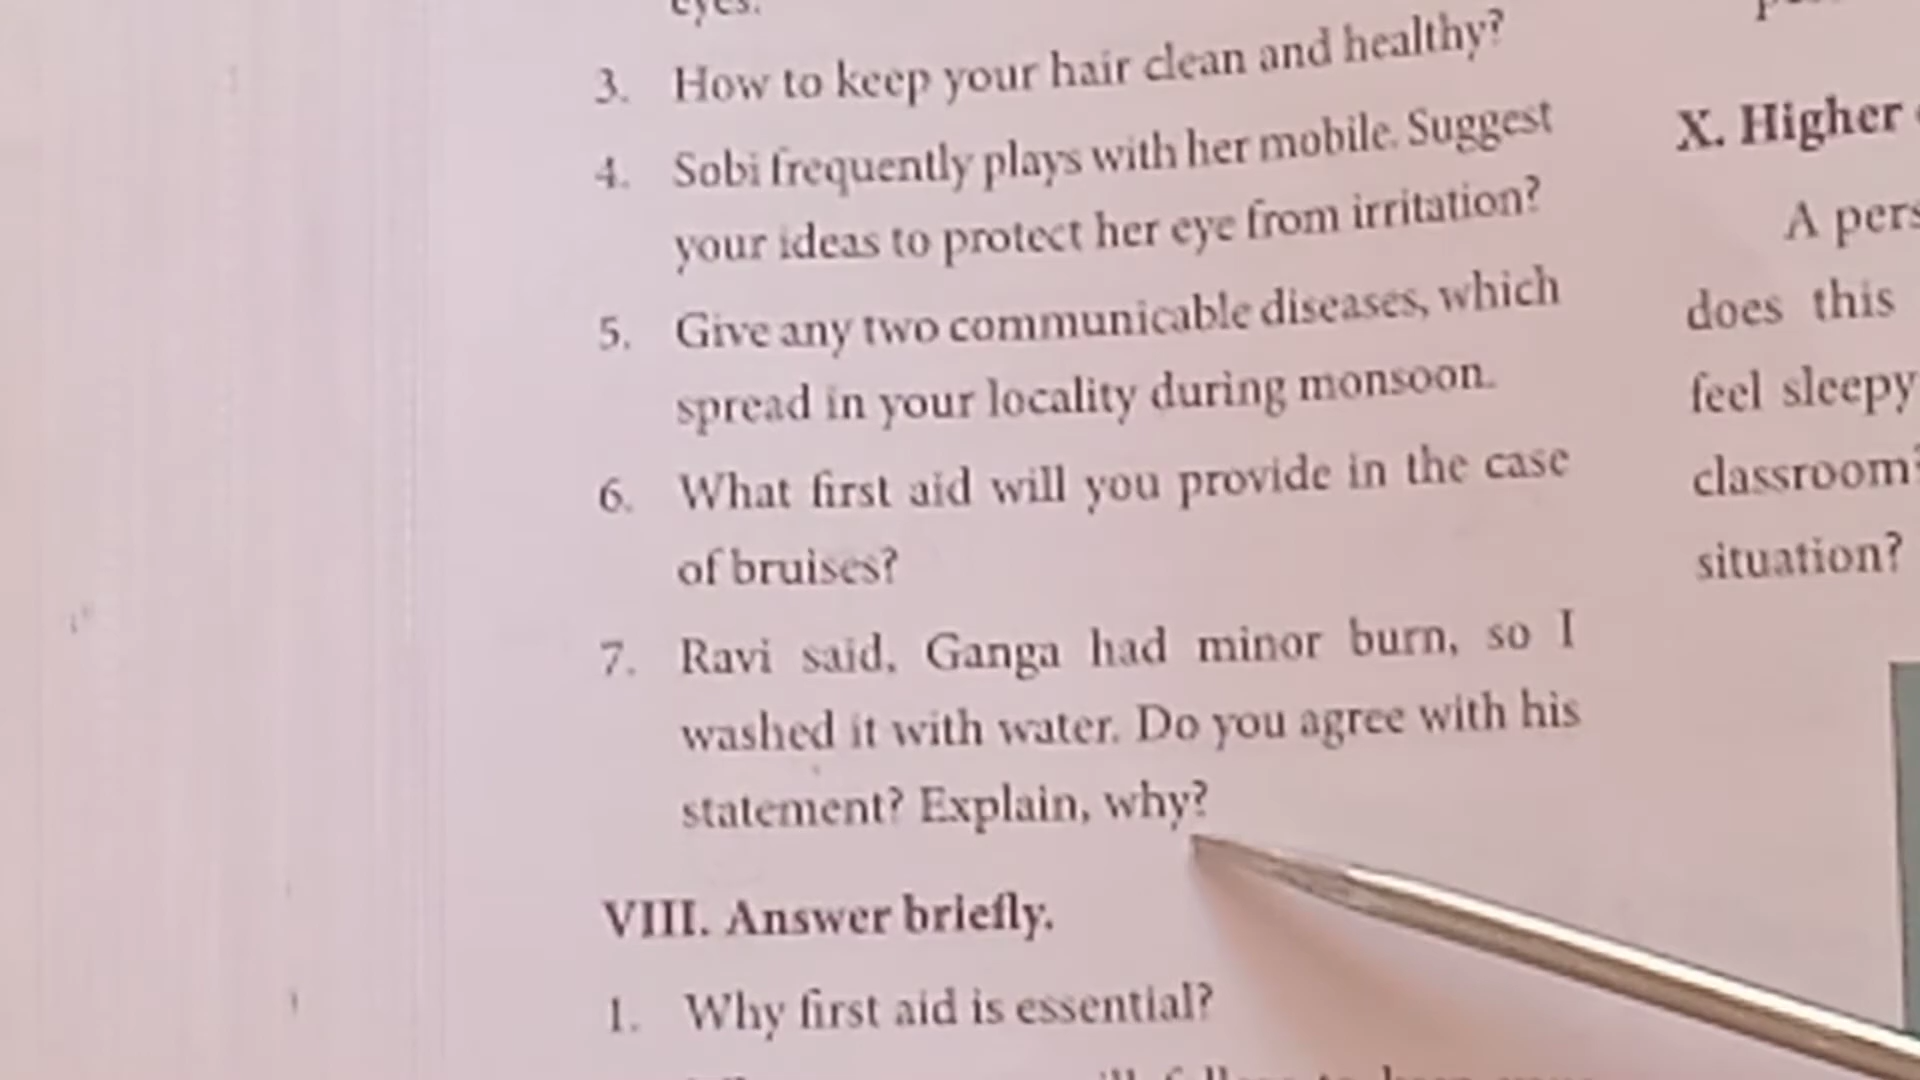 eyes.
3. How to keep your hair clean and healthy?
4. Sobi frequently plays with her mobile. Suggest
your ideas to protect her eye from irritation?
5. Give any two communicable diseases, which
spread in your locality during monsoon.
6. What first aid will you provide in the case
of bruises?
7. Ravi said, Ganga had minor burn, so I
washed it with water. Do you agree with his
statement? Explain, why?
VIII. Answer briefly.
1. Why first aid is essential?
X. Higher
A
does this
feel sleepy
classroom?
situation?